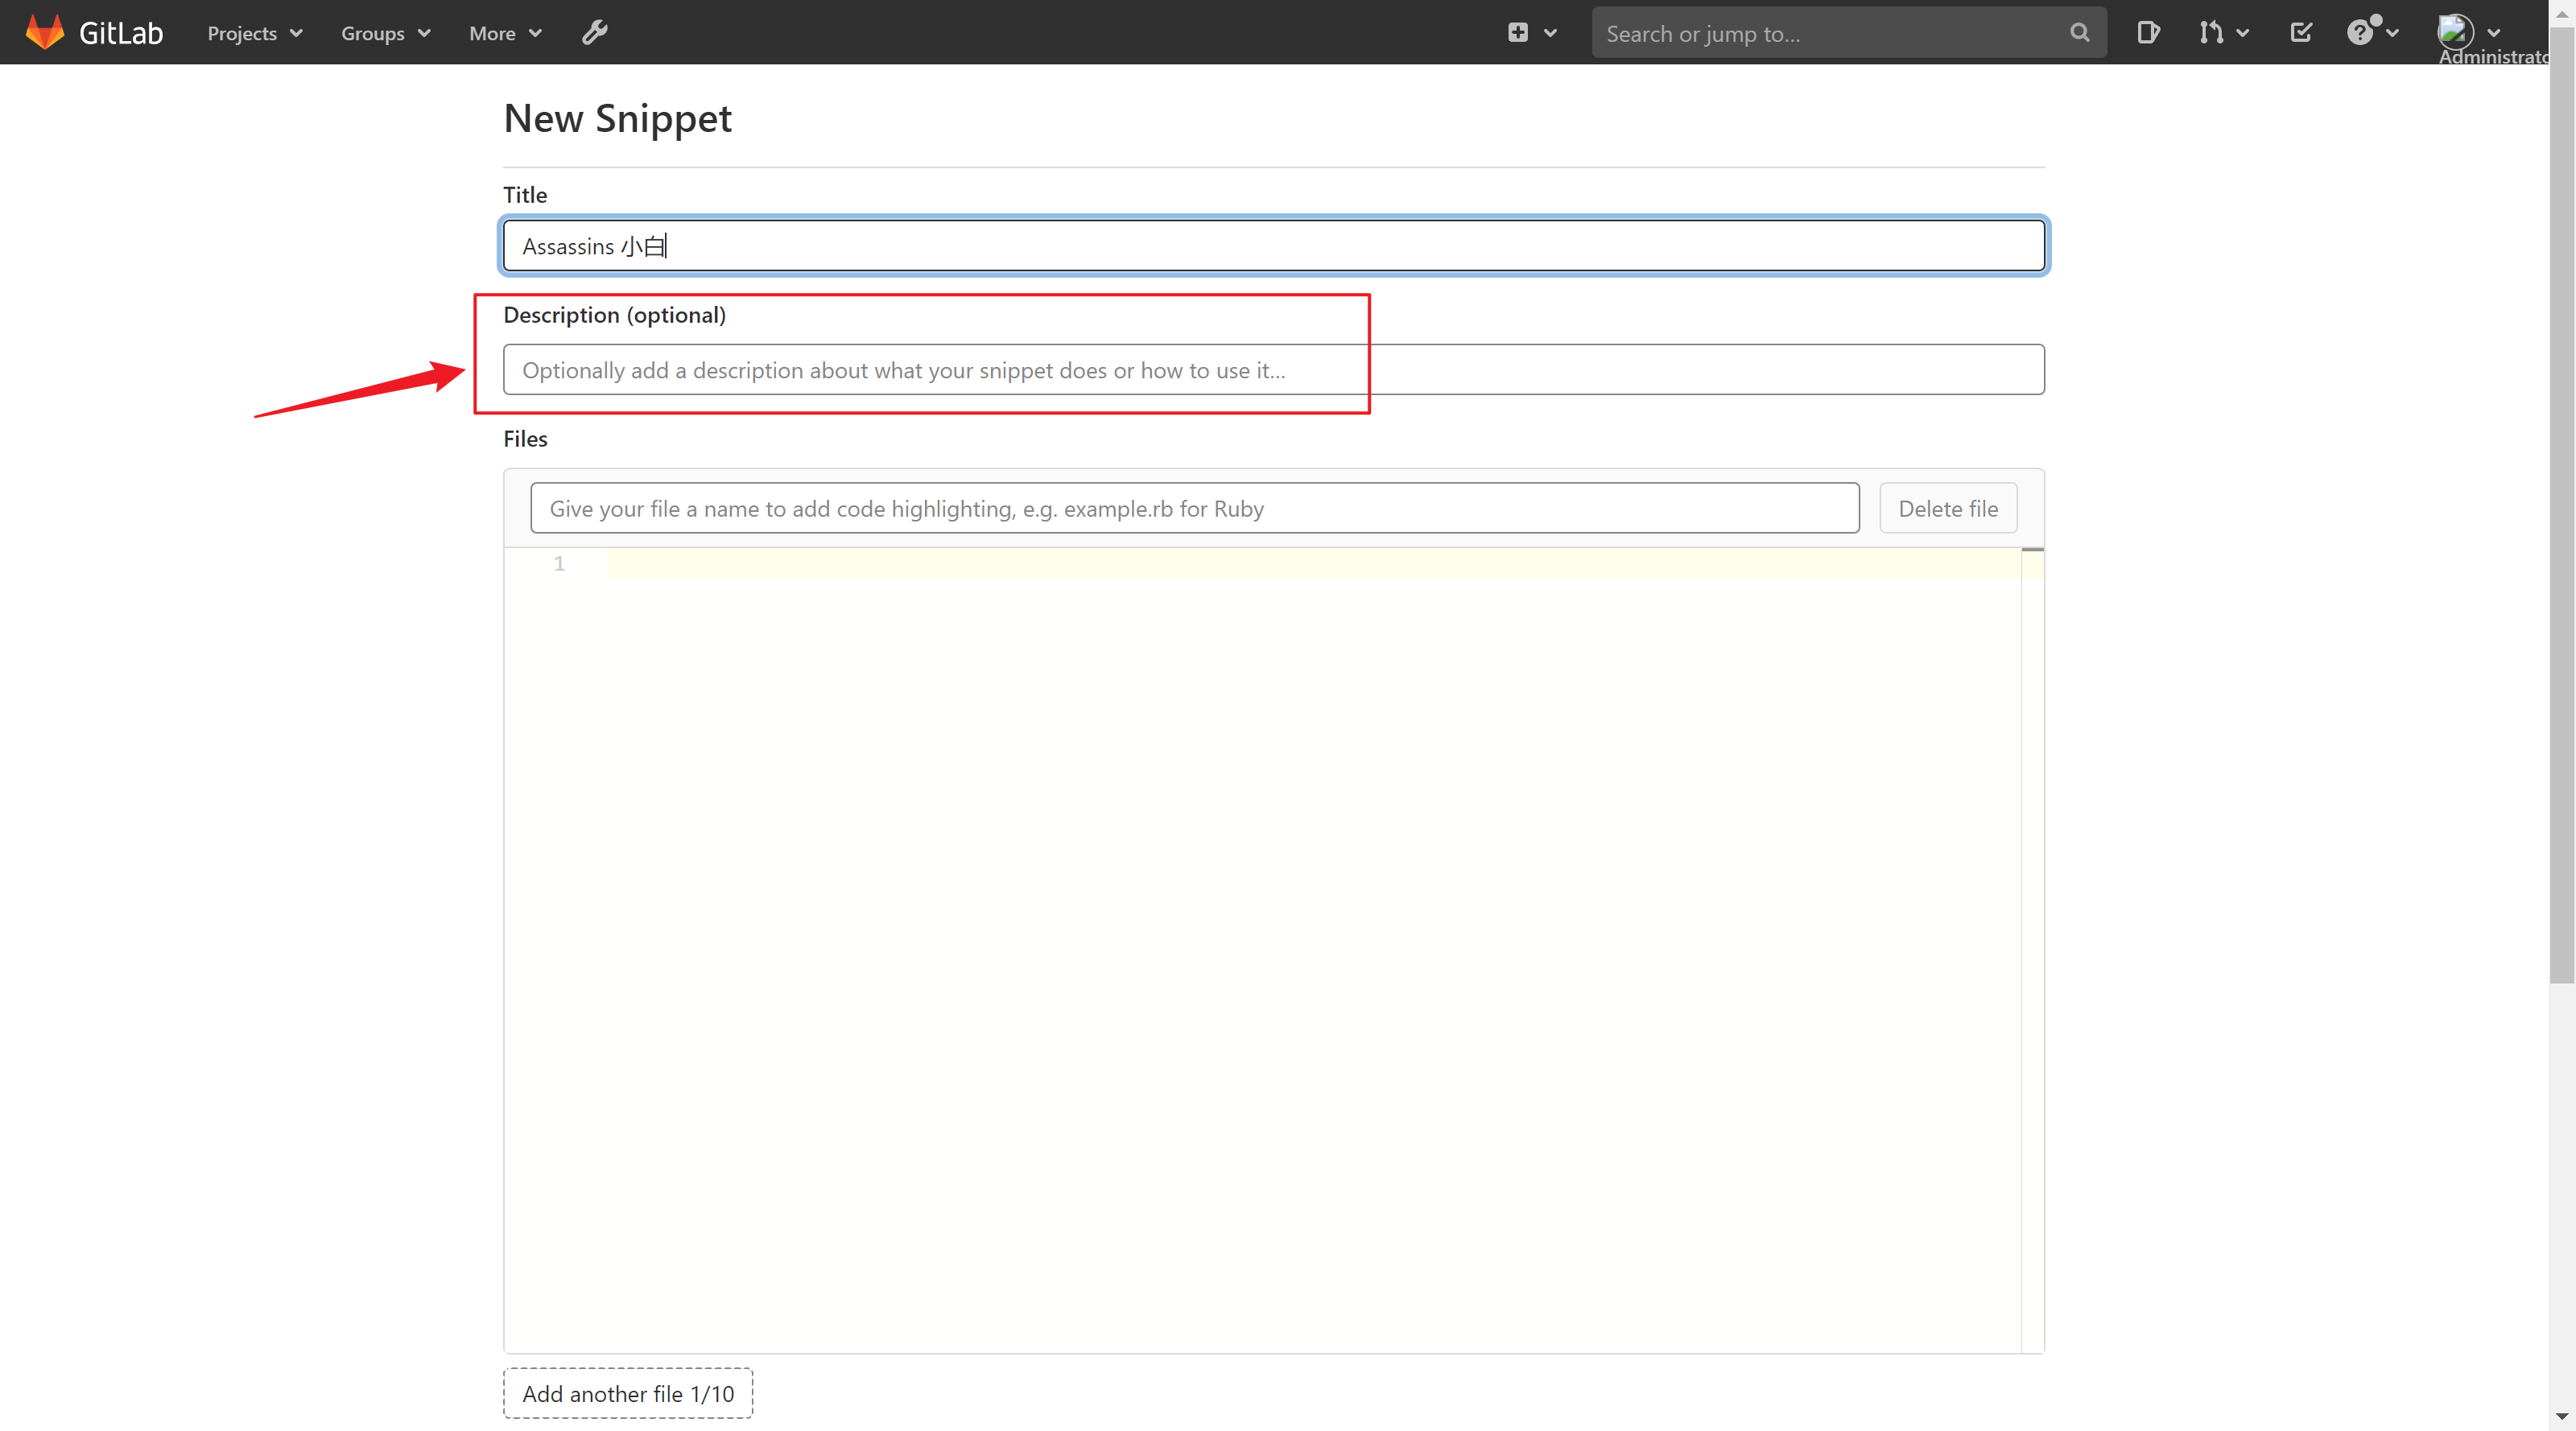 GitLab Projects Groups More Search or jump to... Administrato
New Snippet
Title
Assassins 小白
Description (optional)
Optionally add a description about what your snippet does or how to use it...
Files
Give your file a name to add code highlighting, e.g. example.rb for Ruby Delete file
1
Add another file 1/10